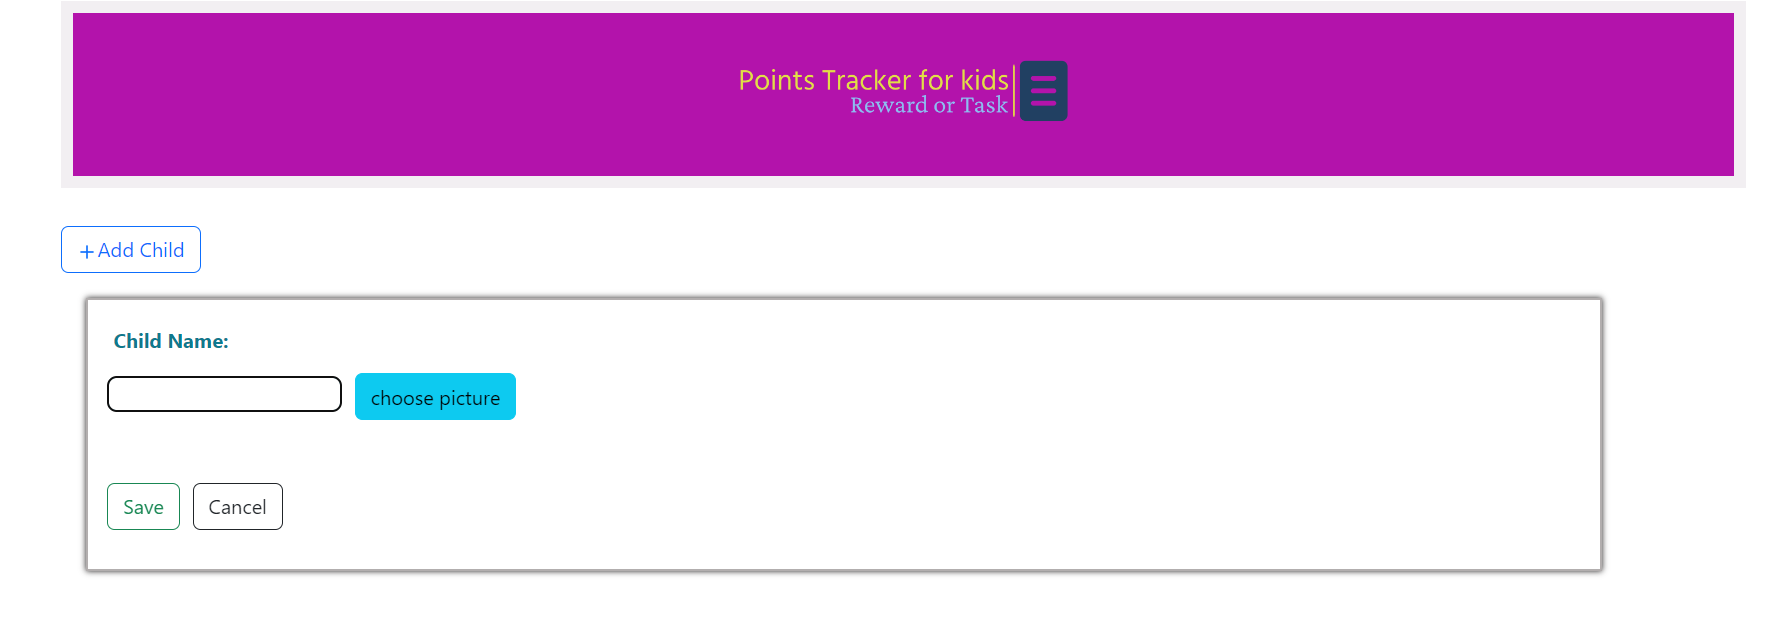 Points Tracker for kids
Reward or Task
+ Add Child
Child Name:
choose picture
Save Cancel